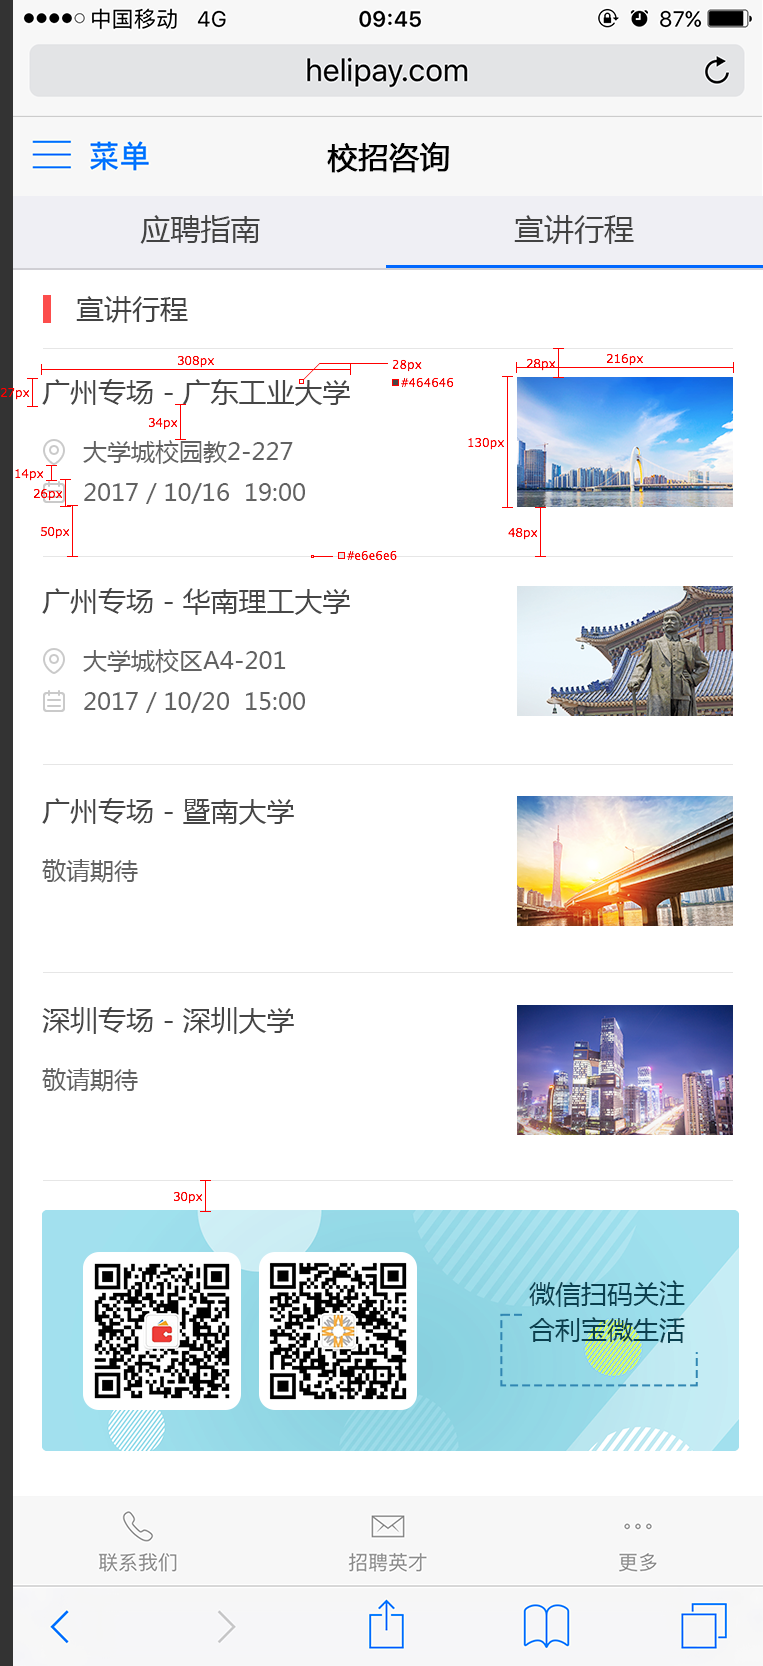 中国移动 4G 09:45 87%
helipay.com
菜单 校招咨询
应聘指南 宣讲行程
宣讲行程
308px 28px 28px 216px
#464646
27px 广州专场 - 广东工业大学
34px
130px
大学城校园教2-227
14px
26px 2017 / 10/16 19:00
50px 48px
#e6e6e6
广州专场 - 华南理工大学
大学城校区A4-201
2017 / 10/20 15:00
广州专场 - 暨南大学
敬请期待
深圳专场 - 深圳大学
敬请期待
30px
微信扫码关注
合利宝微生活
联系我们 招聘英才 更多